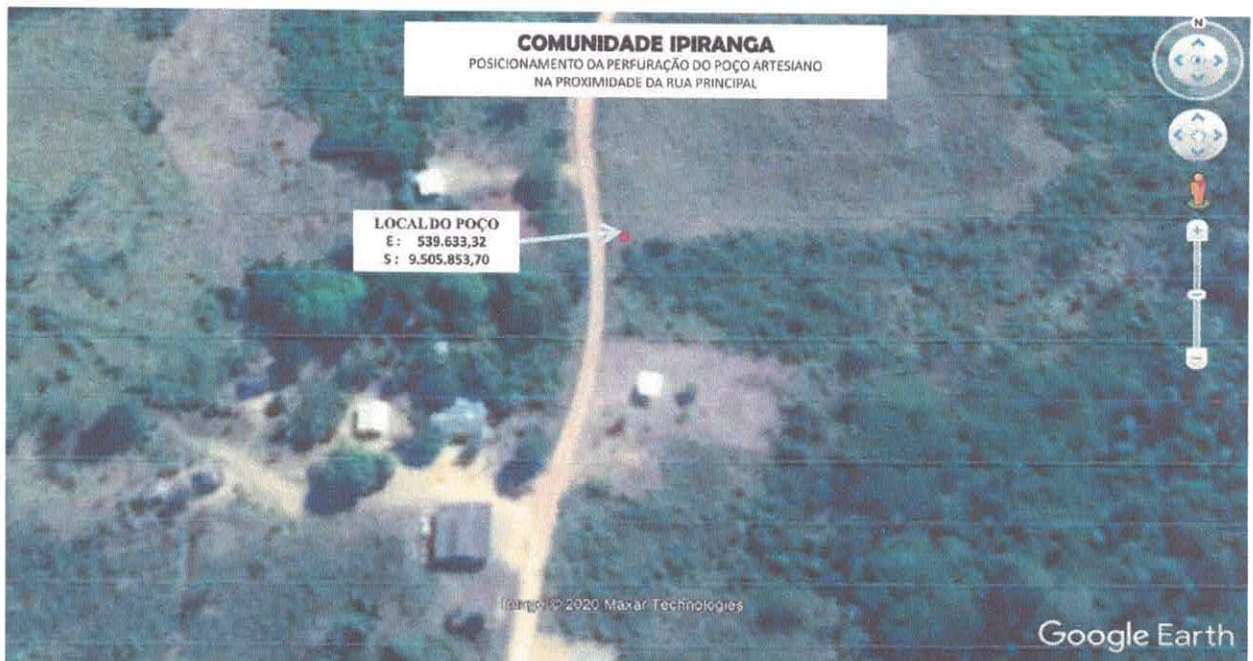 N
COMUNIDADE IPIRANGA
POSICIONAMENTO DA PERFURAÇÃO DO POÇO ARTESIANO
NA PROXIMIDADE DA RUA PRINCIPAL
LOCAL DO POÇO
E: 539.633,32
S: 9.505.853,70
Image © 2020 Maxar Technologies
Google Earth